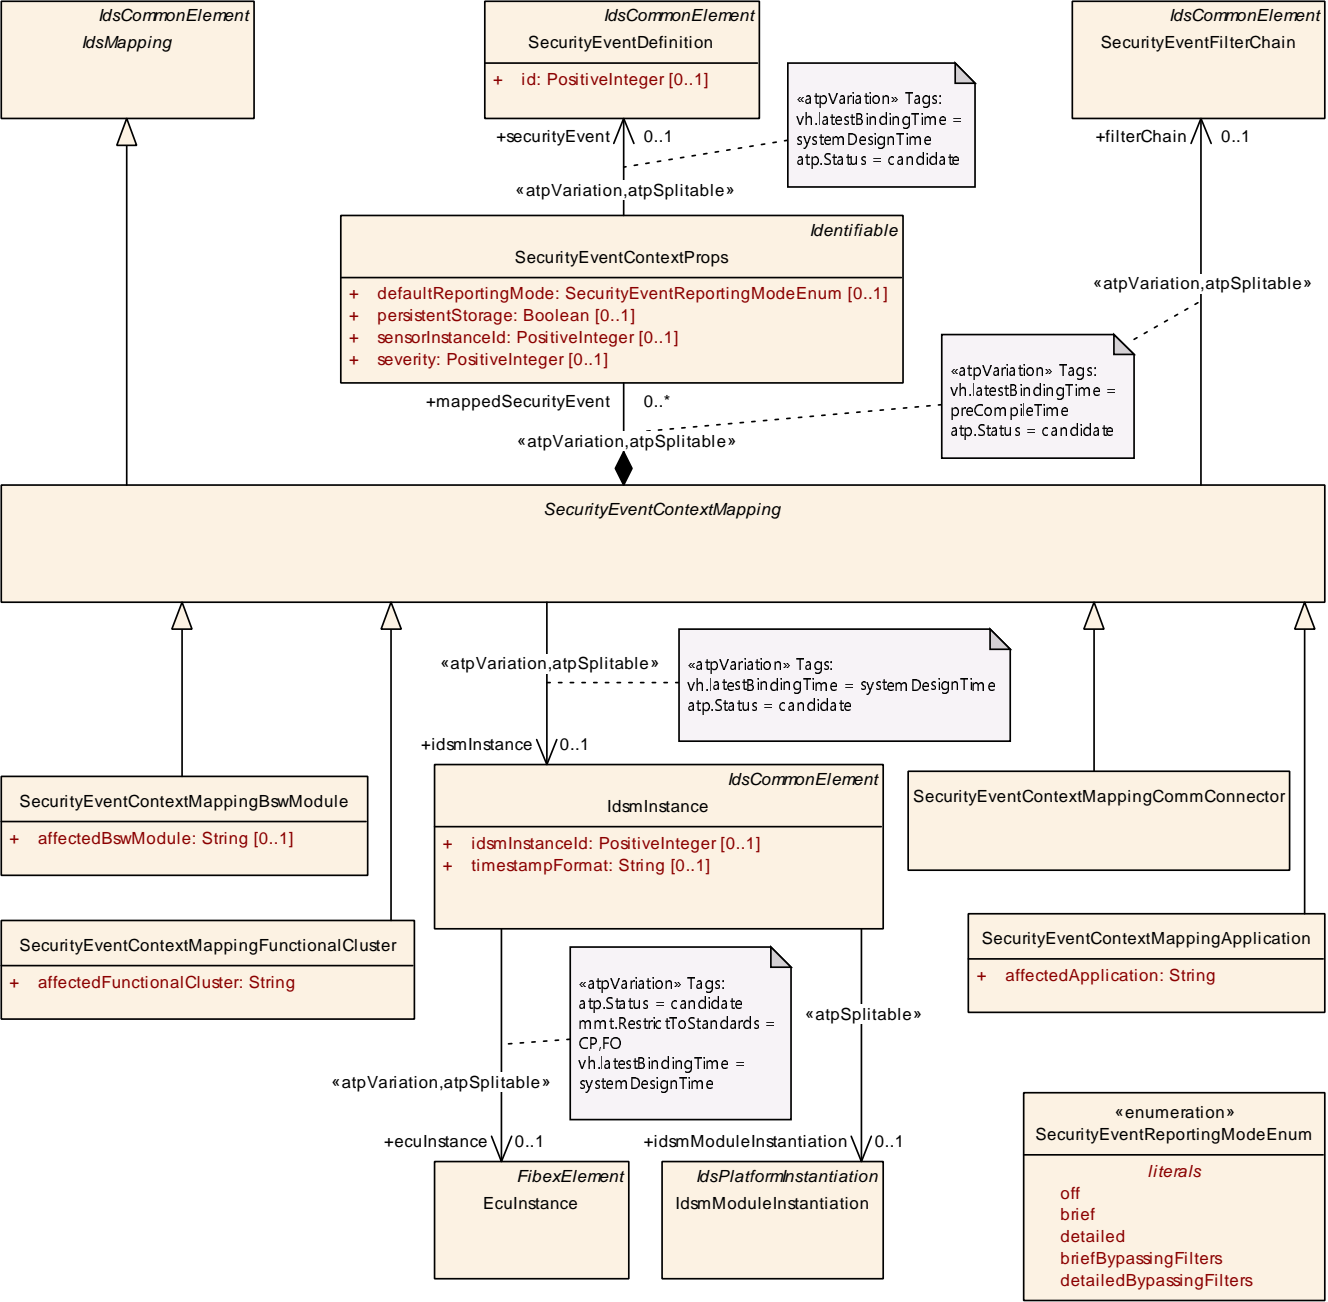 IdsCommonElement
IdsMapping
IdsCommonElement
SecurityEventDefinition
+ id: PositiveInteger [0..1]
IdsCommonElement
SecurityEventFilterChain
«atpVariation» Tags:
vh.latestBindingTime =
systemDesignTime
atp.Status = candidate
+securityEvent 0..1
+filterChain 0..1
«atpVariation,atpSplitable»
Identifiable
SecurityEventContextProps
+ defaultReportingMode: SecurityEventReportingModeEnum [0..1]
+ persistentStorage: Boolean [0..1]
+ sensorInstanceId: PositiveInteger [0..1]
+ severity: PositiveInteger [0..1]
«atpVariation,atpSplitable»
«atpVariation» Tags:
vh.latestBindingTime =
preCompileTime
atp.Status = candidate
+mappedSecurityEvent 0..*
«atpVariation,atpSplitable»
SecurityEventContextMapping
«atpVariation,atpSplitable»
«atpVariation» Tags:
vh.latestBindingTime = systemDesignTime
atp.Status = candidate
+idsmInstance 0..1
SecurityEventContextMappingBswModule
+ affectedBswModule: String [0..1]
IdsCommonElement
IdsmInstance
+ idsmInstanceId: PositiveInteger [0..1]
+ timestampFormat: String [0..1]
SecurityEventContextMappingCommConnector
SecurityEventContextMappingFunctionalCluster
+ affectedFunctionalCluster: String
SecurityEventContextMappingApplication
+ affectedApplication: String
«atpVariation» Tags:
atp.Status = candidate
mmt.RestrictToStandards =
CP,FO
vh.latestBindingTime =
systemDesignTime
«atpSplitable»
«atpVariation,atpSplitable»
+ecuInstance 0..1
+idsmModuleInstantiation 0..1
FibexElement
EcuInstance
IdsPlatformInstantiation
IdsmModuleInstantiation
«enumeration»
SecurityEventReportingModeEnum
literals
off
brief
detailed
briefBypassingFilters
detailedBypassingFilters